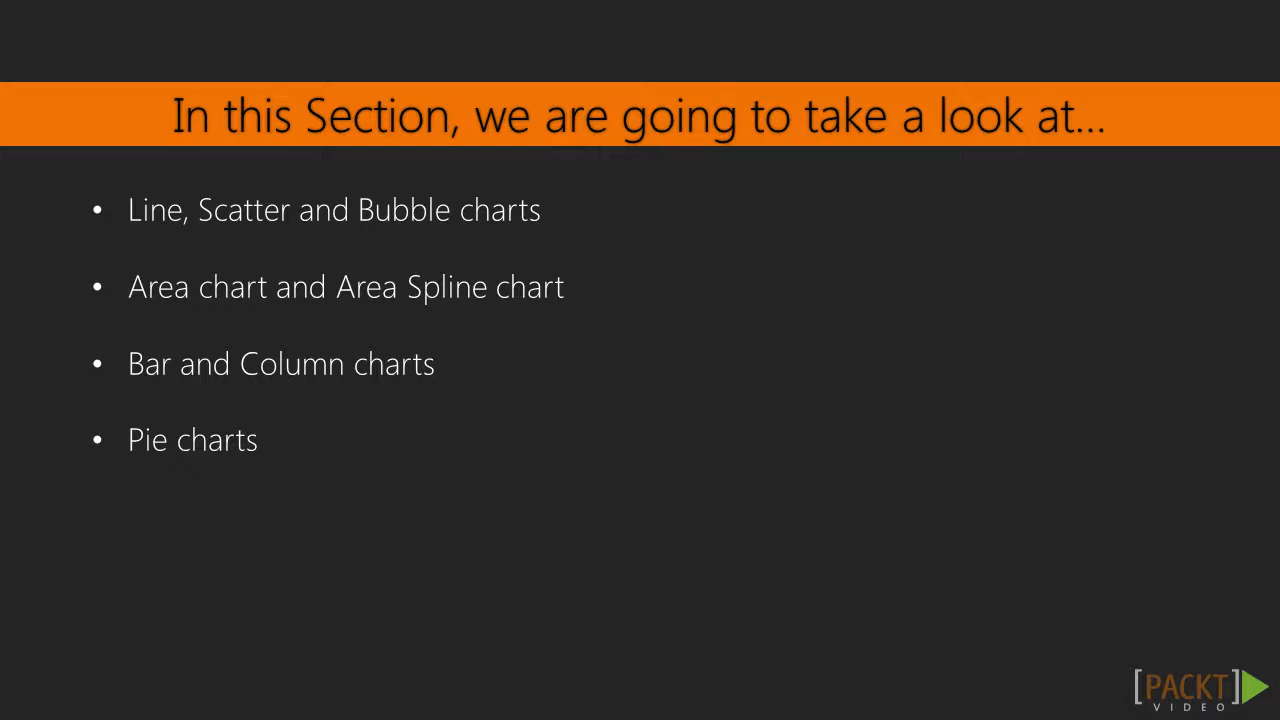 In this Section, we are going to take a look at...
• Line, Scatter and Bubble charts
• Area chart and Area Spline chart
• Bar and Column charts
• Pie charts
[PACKT]
VIDEO